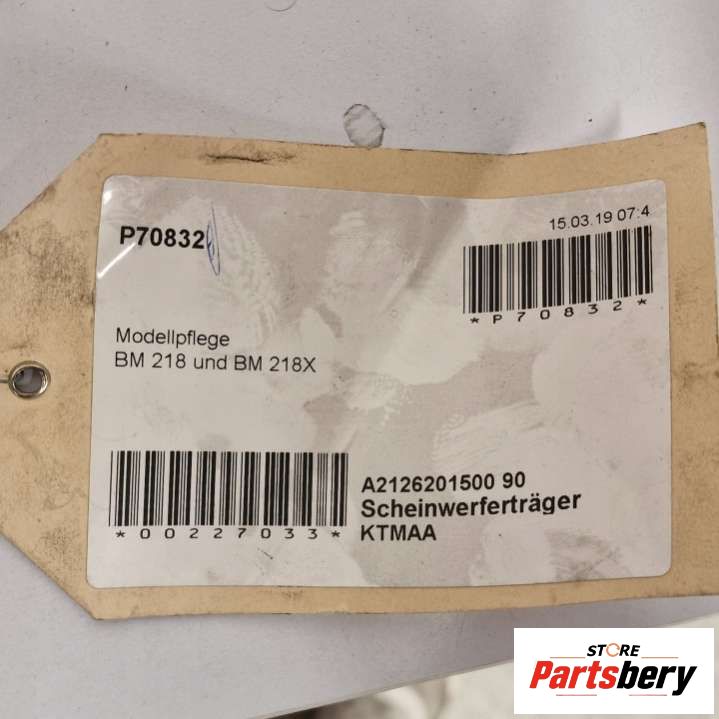 P70832
15.03.19 07:4
*P70832*
Modellpflege
BM 218 und BM 218X
*00227033*
A2126201500 90
Scheinwerferträger
KTMAA
STORE
Partsbery